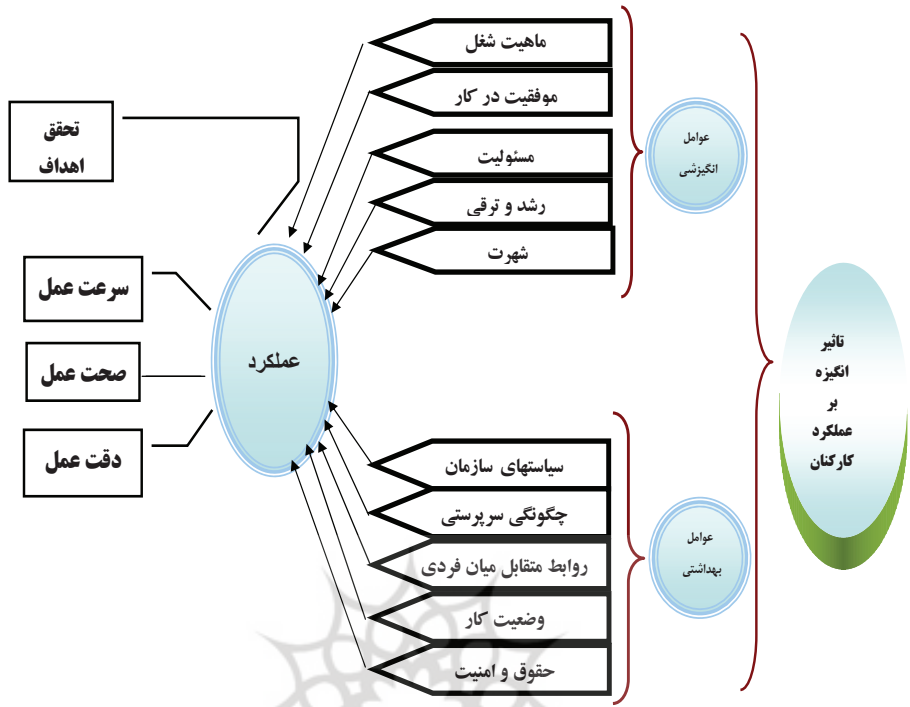 تاثیر
انگیزه
بر
عملکرد
کارکنان
عوامل
انگیزشی
ماهیت شغل
موفقیت در کار
مسئولیت
رشد و ترقی
شهرت
عوامل
بهداشتی
سیاستهای سازمان
چگونگی سرپرستی
روابط متقابل میان فردی
وضعیت کار
حقوق و امنیت
عملکرد
تحقق
اهداف
سرعت عمل
صحت عمل
دقت عمل